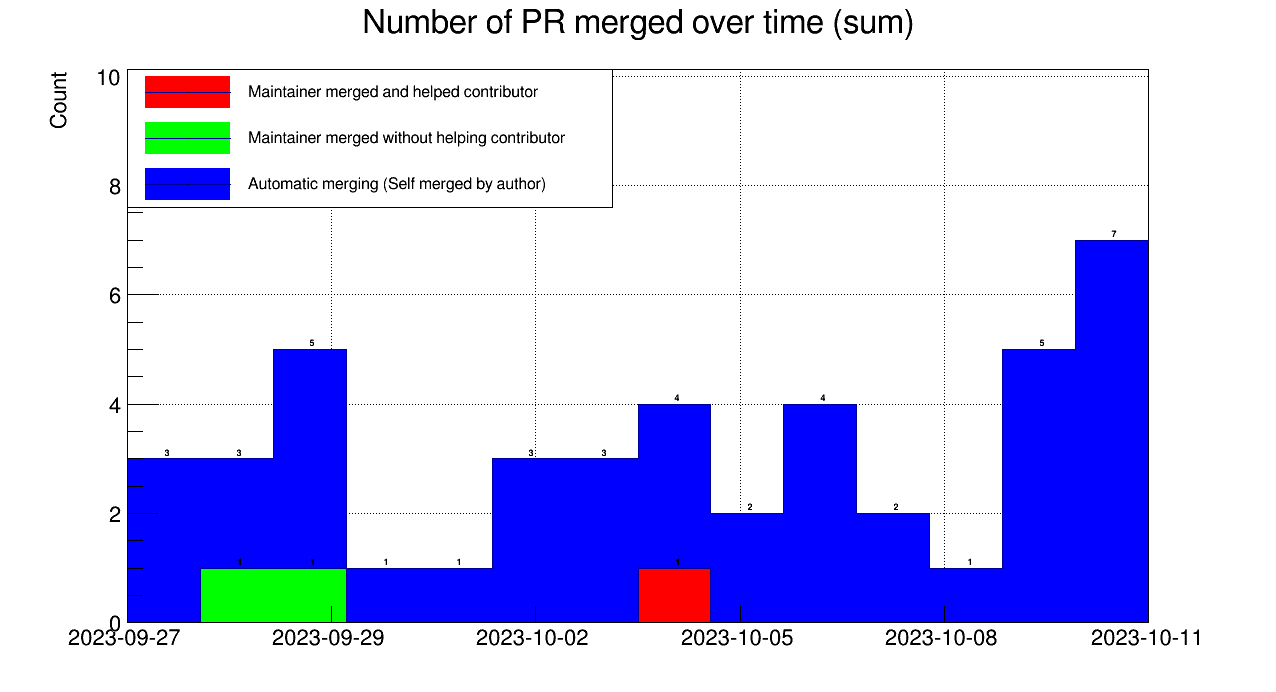 Number of PR merged over time (sum)
Count
10
8
6
4
2
0
Maintainer merged and helped contributor
Maintainer merged without helping contributor
Automatic merging (Self merged by author)
3 3 5 1 1 3 3 4 2 4 2 1 5 7
1 1 1
2023-09-27 2023-09-29 2023-10-02 2023-10-05 2023-10-08 2023-10-11